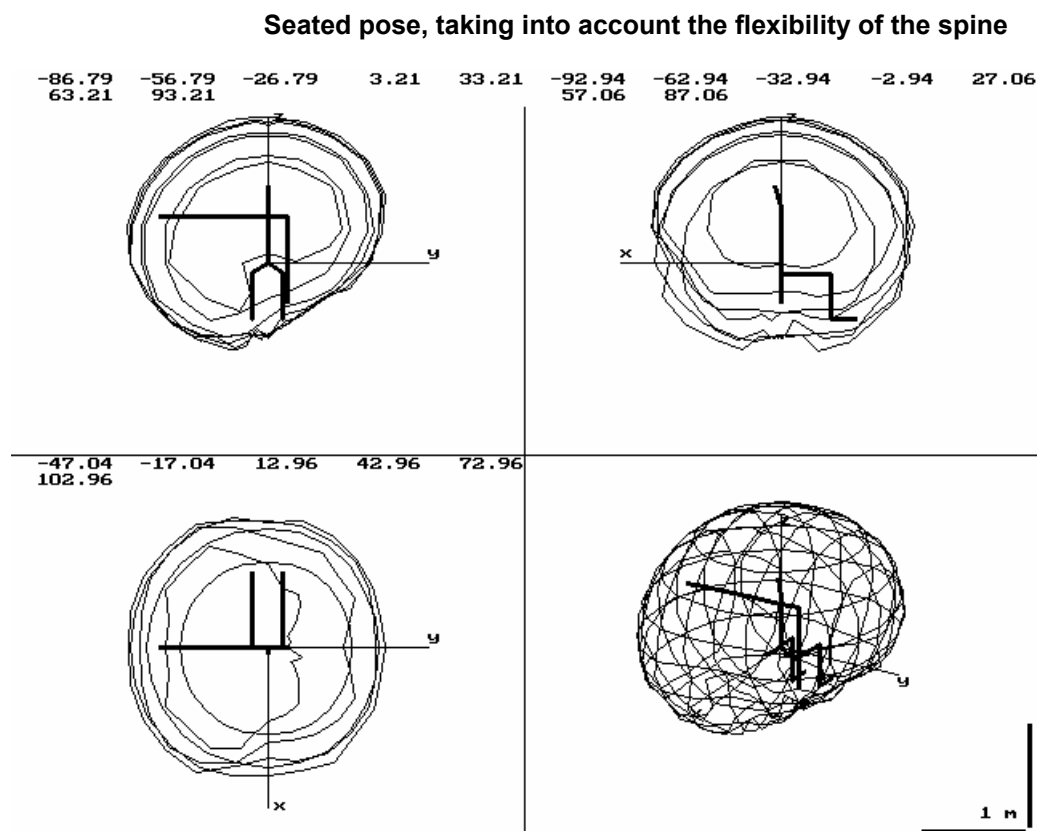 Seated pose, taking into account the flexibility of the spine
-86.79 -56.79 -26.79 3.21 33.21
63.21 93.21
z
y
-92.94 -62.94 -32.94 -2.94 27.06
57.06 87.06
z
x
-47.04 -17.04 12.96 42.96 72.96
102.96
y
x
z
y
x
1 m